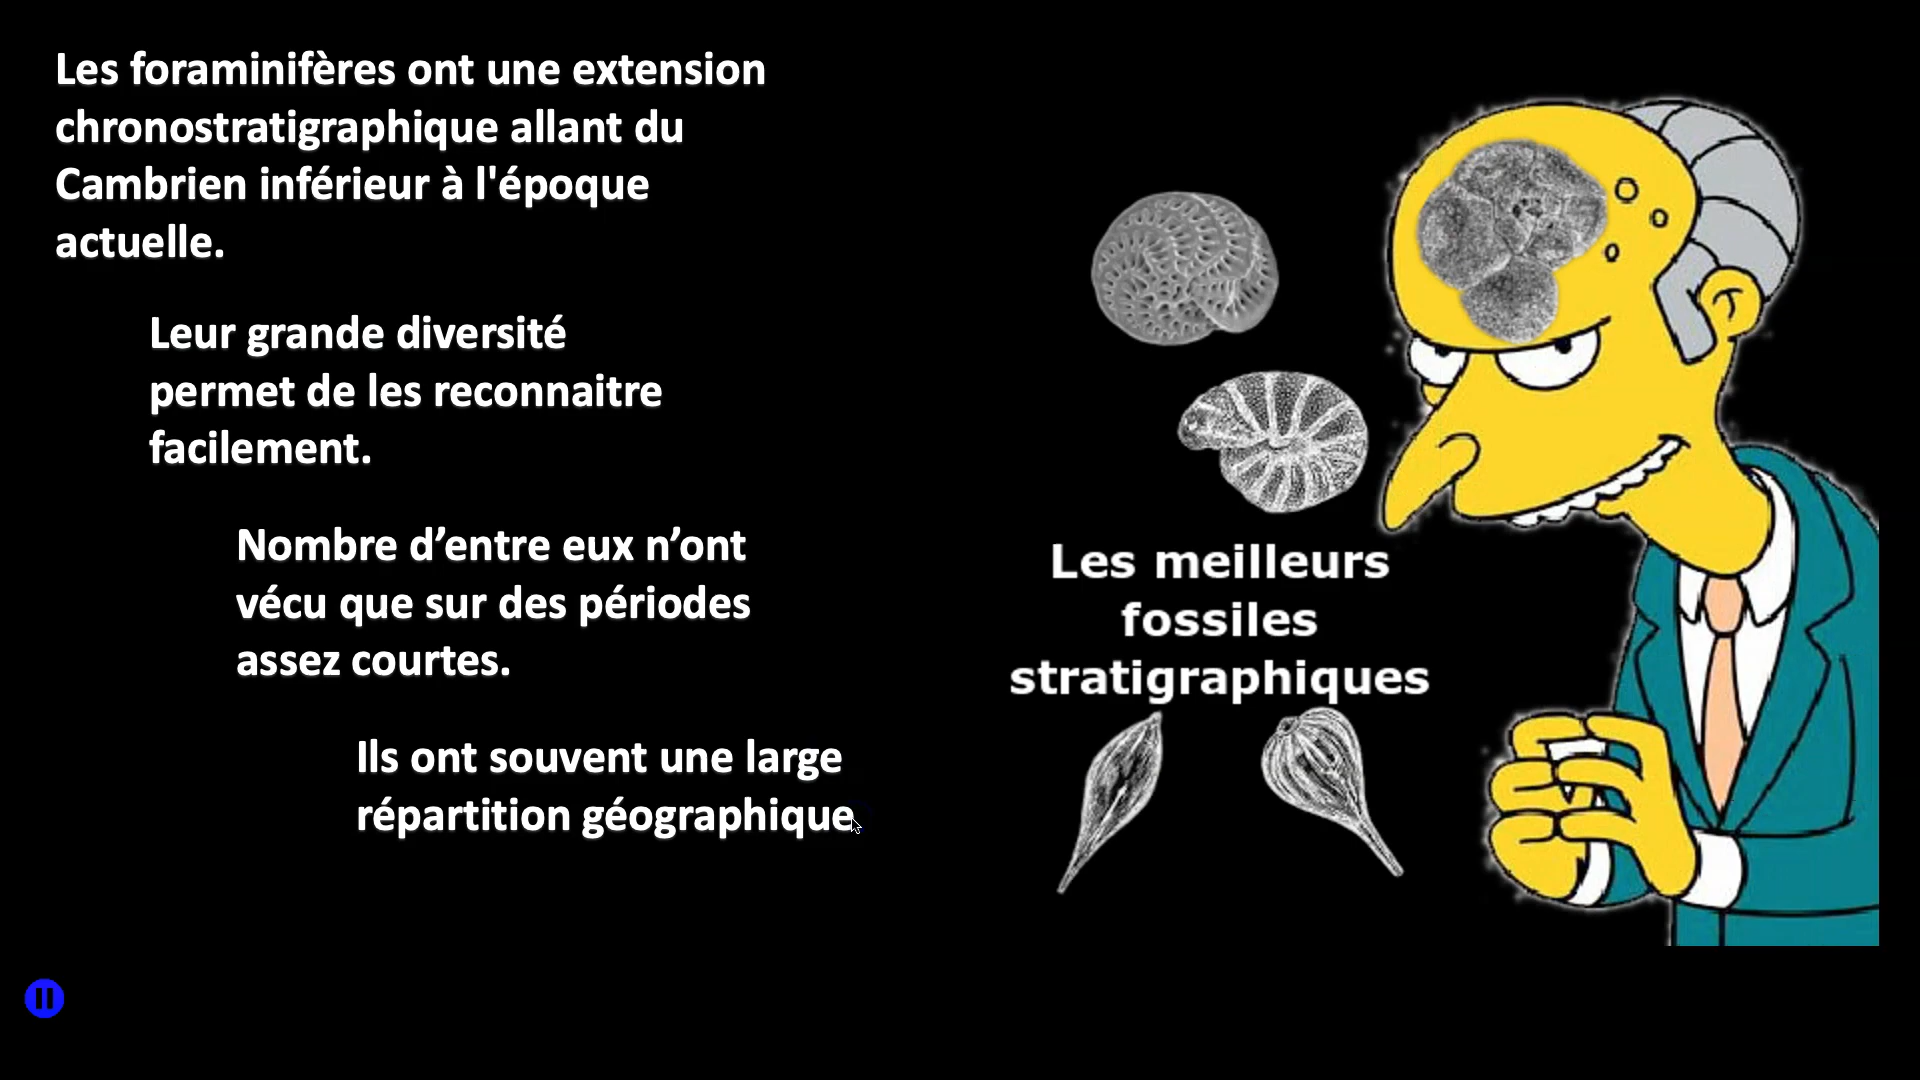 Les foraminifères ont une extension
chronostratigraphique allant du
Cambrien inférieur à l'époque
actuelle.
Leur grande diversité
permet de les reconnaitre
facilement.
Nombre d’entre eux n’ont
vécu que sur des périodes
assez courtes.
Ils ont souvent une large
répartition géographique
Les meilleurs
fossiles
stratigraphiques